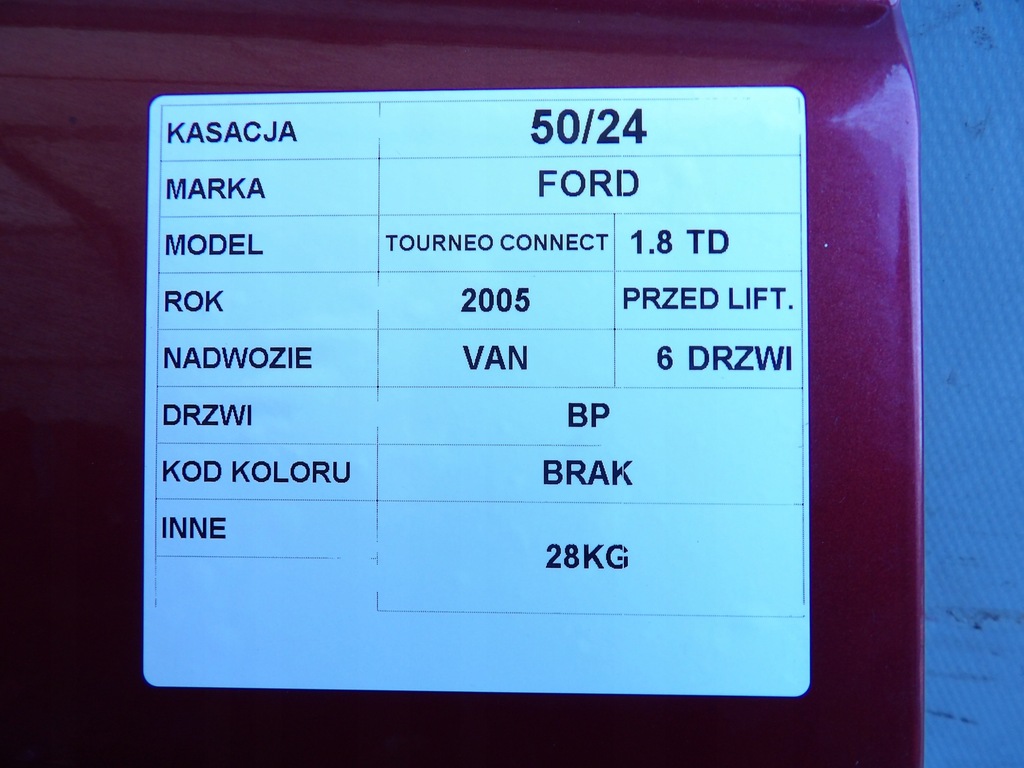 KASACJA 50/24
MARKA FORD
MODEL TOURNEO CONNECT 1.8 TD
ROK 2005 PRZED LIFT.
NADWOZIE VAN 6 DRZWI
DRZWI BP
KOD KOLORU BRAK
INNE 28KG